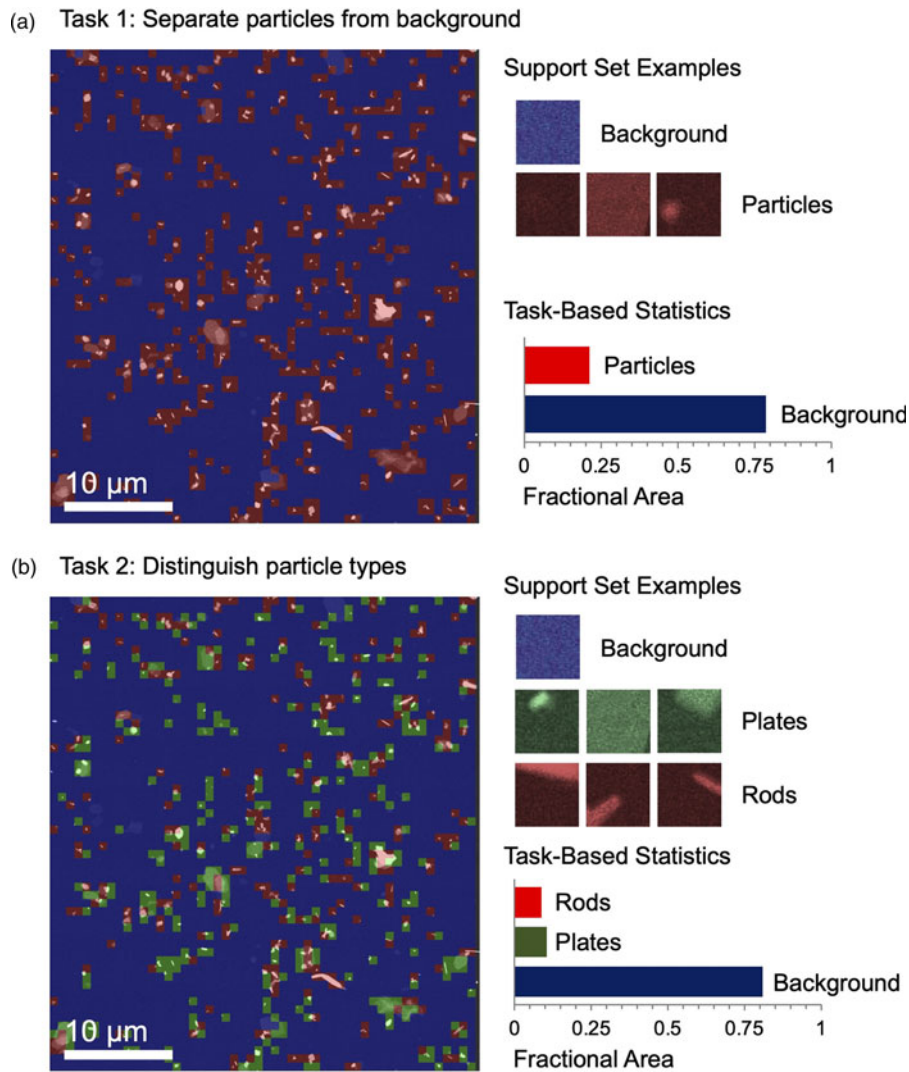 (a) Task 1: Separate particles from background
Support Set Examples
Background
Particles
Task-Based Statistics
Particles
Background
0 0.25 0.5 0.75 1
Fractional Area
10 µm
(b) Task 2: Distinguish particle types
Support Set Examples
Background
Plates
Rods
Task-Based Statistics
Rods
Plates
Background
0 0.25 0.5 0.75 1
Fractional Area
10 µm